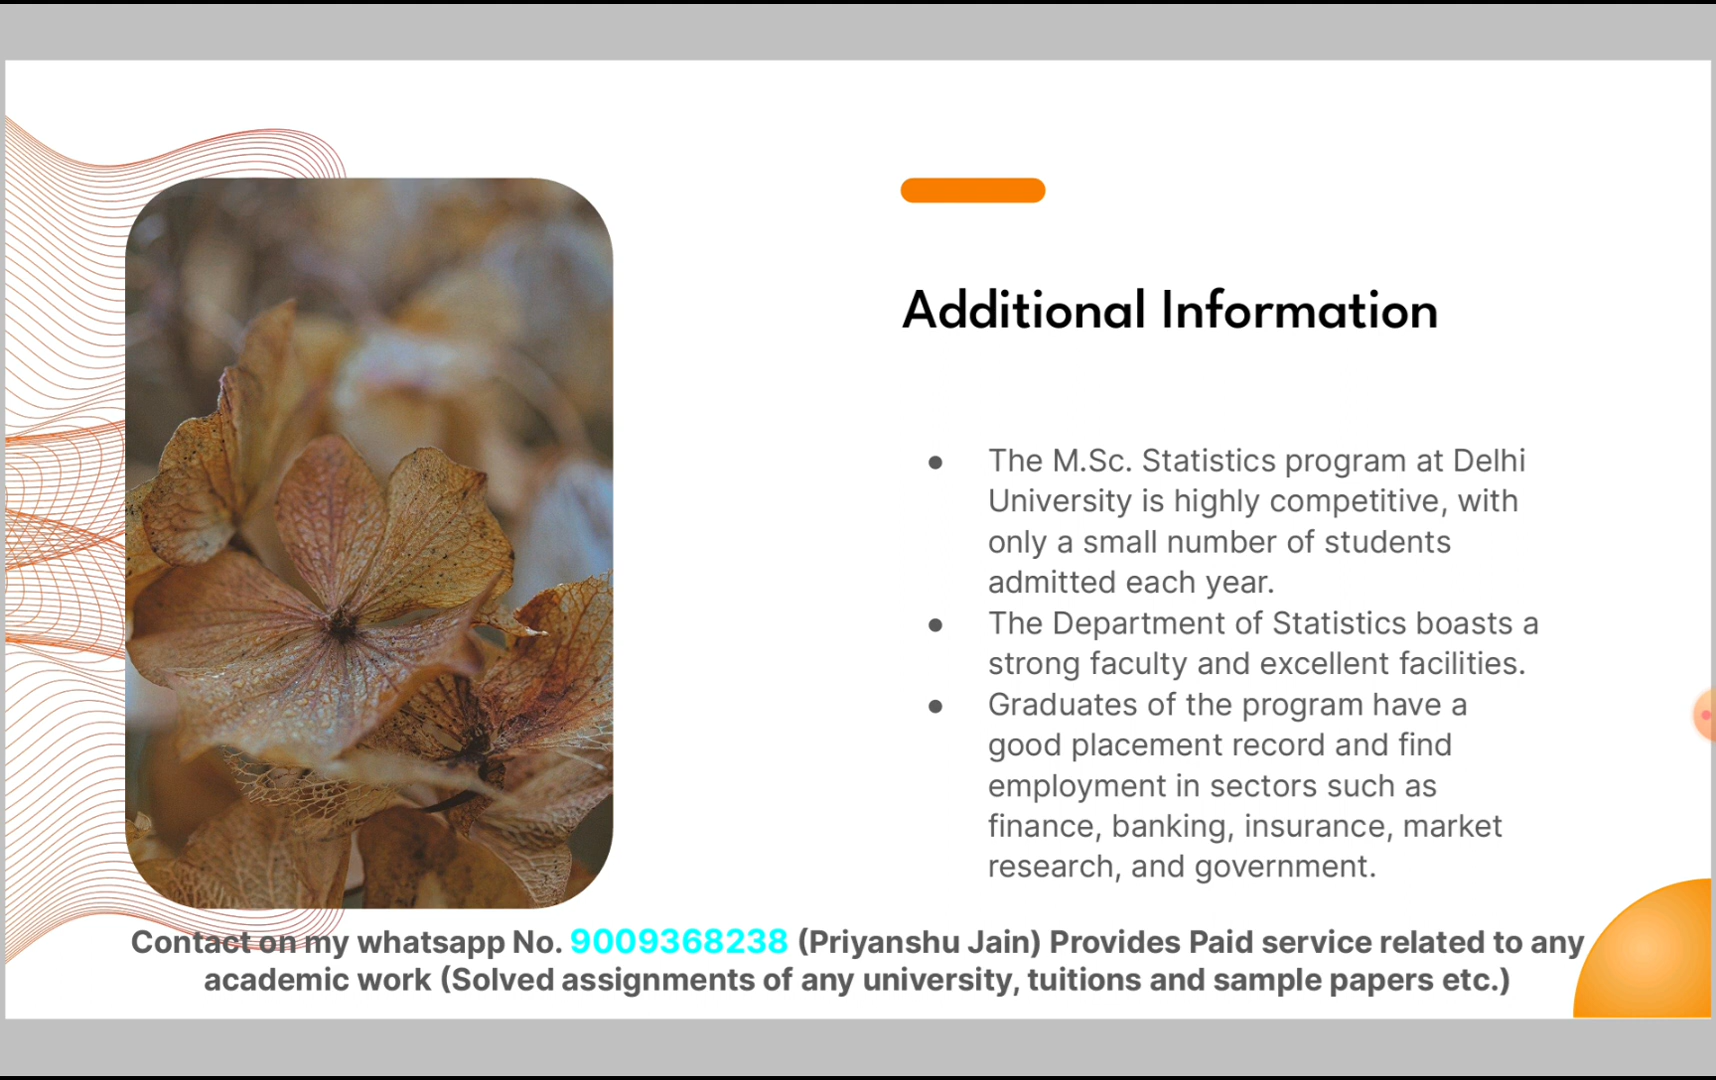 Additional Information
● The M.Sc. Statistics program at Delhi
University is highly competitive, with
only a small number of students
admitted each year.
● The Department of Statistics boasts a
strong faculty and excellent facilities.
● Graduates of the program have a
good placement record and find
employment in sectors such as
finance, banking, insurance, market
research, and government.
Contact on my whatsapp No. 9009368238 (Priyanshu Jain) Provides Paid service related to any
academic work (Solved assignments of any university, tuitions and sample papers etc.)